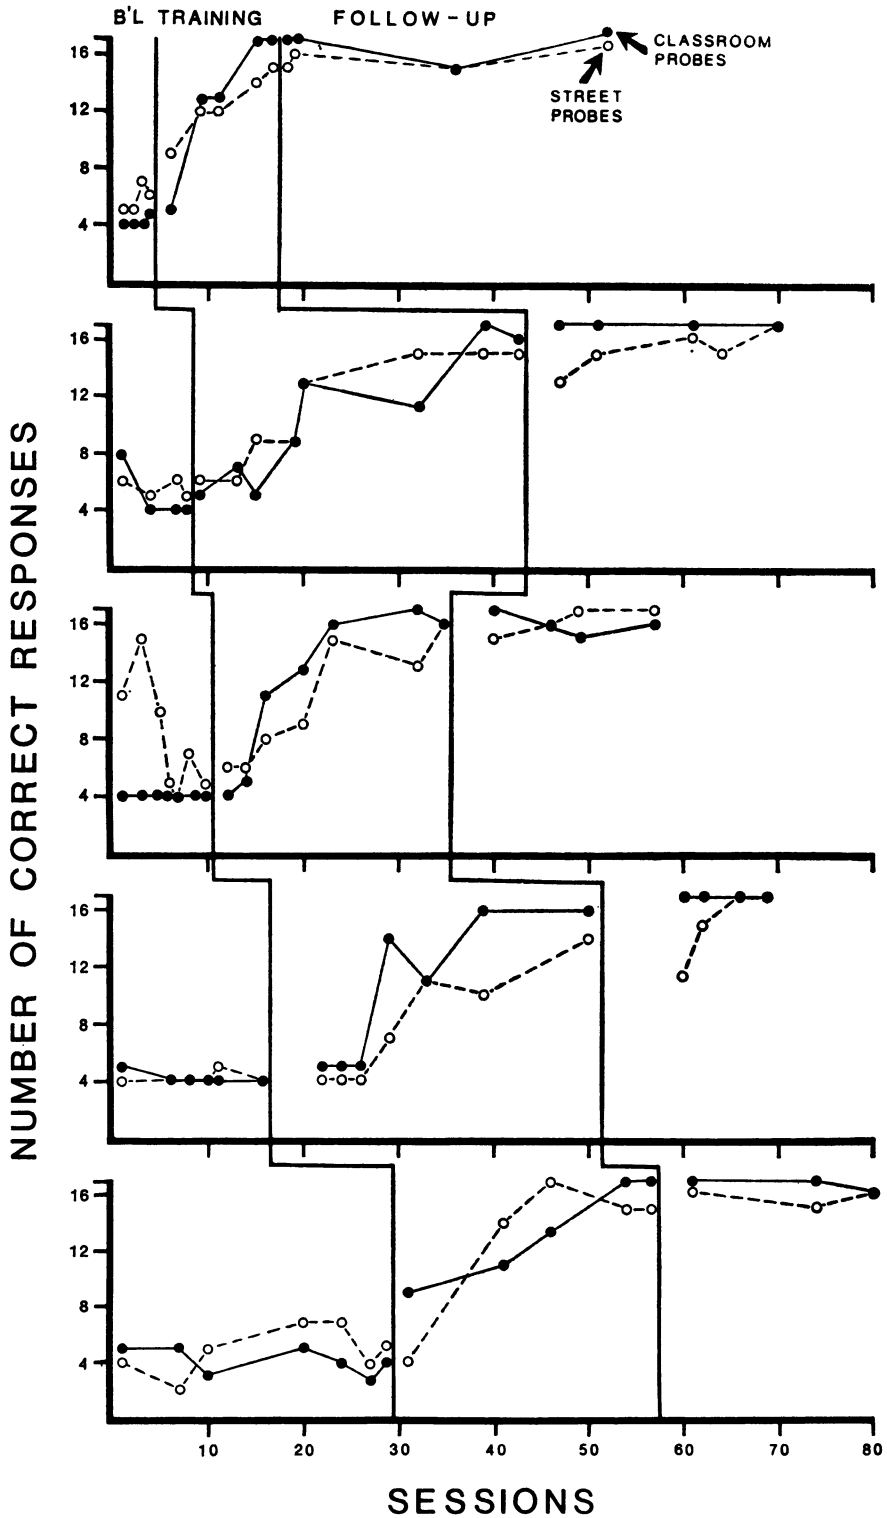 B'L TRAINING FOLLOW-UP
CLASSROOM
PROBES
STREET
PROBES
16
12
8
4
16
12
8
4
16
12
8
4
16
12
8
4
16
12
8
4
10 20 30 40 50 60 70 80
NUMBER OF CORRECT RESPONSES
SESSIONS